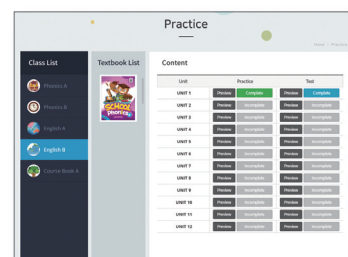 Practice
Home > Practice
Class List
Textbook List
Content
Phonics A
Phonics B
English A
English B
Course Book A
SCHOOL
Phonics
Unit Practice Test
UNIT 1 Preview Complete Preview Complete
UNIT 2 Preview Incomplete Preview Incomplete
UNIT 3 Preview Incomplete Preview Incomplete
UNIT 4 Preview Incomplete Preview Incomplete
UNIT 5 Preview Incomplete Preview Incomplete
UNIT 6 Preview Incomplete Preview Incomplete
UNIT 7 Preview Incomplete Preview Incomplete
UNIT 8 Preview Incomplete Preview Incomplete
UNIT 9 Preview Incomplete Preview Incomplete
UNIT 10 Preview Incomplete Preview Incomplete
UNIT 11 Preview Incomplete Preview Incomplete
UNIT 12 Preview Incomplete Preview Incomplete